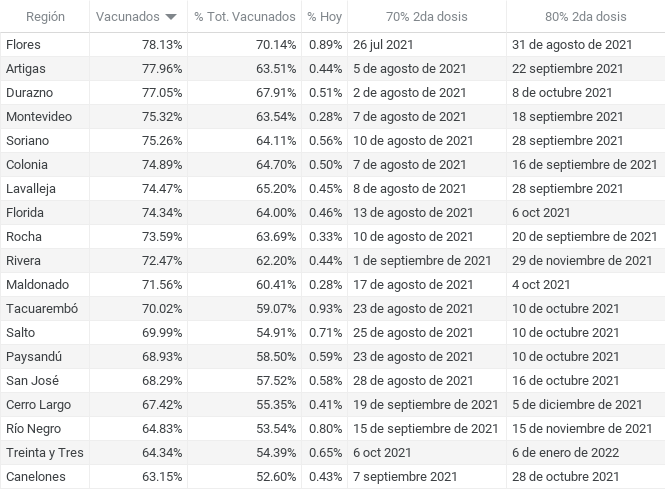 Región Vacunados % Tot. Vacunados % Hoy 70% 2da dosis 80% 2da dosis
Flores 78.13% 70.14% 0.89% 26 jul 2021 31 de agosto de 2021
Artigas 77.96% 63.51% 0.44% 5 de agosto de 2021 22 septiembre 2021
Durazno 77.05% 67.91% 0.51% 2 de agosto de 2021 8 de octubre 2021
Montevideo 75.32% 63.54% 0.28% 7 de agosto de 2021 18 septiembre 2021
Soriano 75.26% 64.11% 0.56% 10 de agosto de 2021 28 septiembre 2021
Colonia 74.89% 64.70% 0.50% 7 de agosto de 2021 16 de septiembre de 2021
Lavalleja 74.47% 65.20% 0.45% 8 de agosto de 2021 28 septiembre 2021
Florida 74.34% 64.00% 0.46% 13 de agosto de 2021 6 oct 2021
Rocha 73.59% 63.69% 0.33% 10 de agosto de 2021 20 de septiembre de 2021
Rivera 72.47% 62.20% 0.44% 1 de septiembre de 2021 29 de noviembre de 2021
Maldonado 71.56% 60.41% 0.28% 17 de agosto de 2021 4 oct 2021
Tacuarembó 70.02% 59.07% 0.93% 23 de agosto de 2021 10 de octubre 2021
Salto 69.99% 54.91% 0.71% 25 de agosto de 2021 10 de octubre 2021
Paysandú 68.93% 58.50% 0.59% 23 de agosto de 2021 10 de octubre 2021
San José 68.29% 57.52% 0.58% 28 de agosto de 2021 16 de octubre 2021
Cerro Largo 67.42% 55.35% 0.41% 19 de septiembre de 2021 5 de diciembre de 2021
Río Negro 64.83% 53.54% 0.80% 15 de septiembre de 2021 15 de noviembre de 2021
Treinta y Tres 64.34% 54.39% 0.65% 6 oct 2021 6 de enero de 2022
Canelones 63.15% 52.60% 0.43% 7 septiembre 2021 28 de octubre 2021